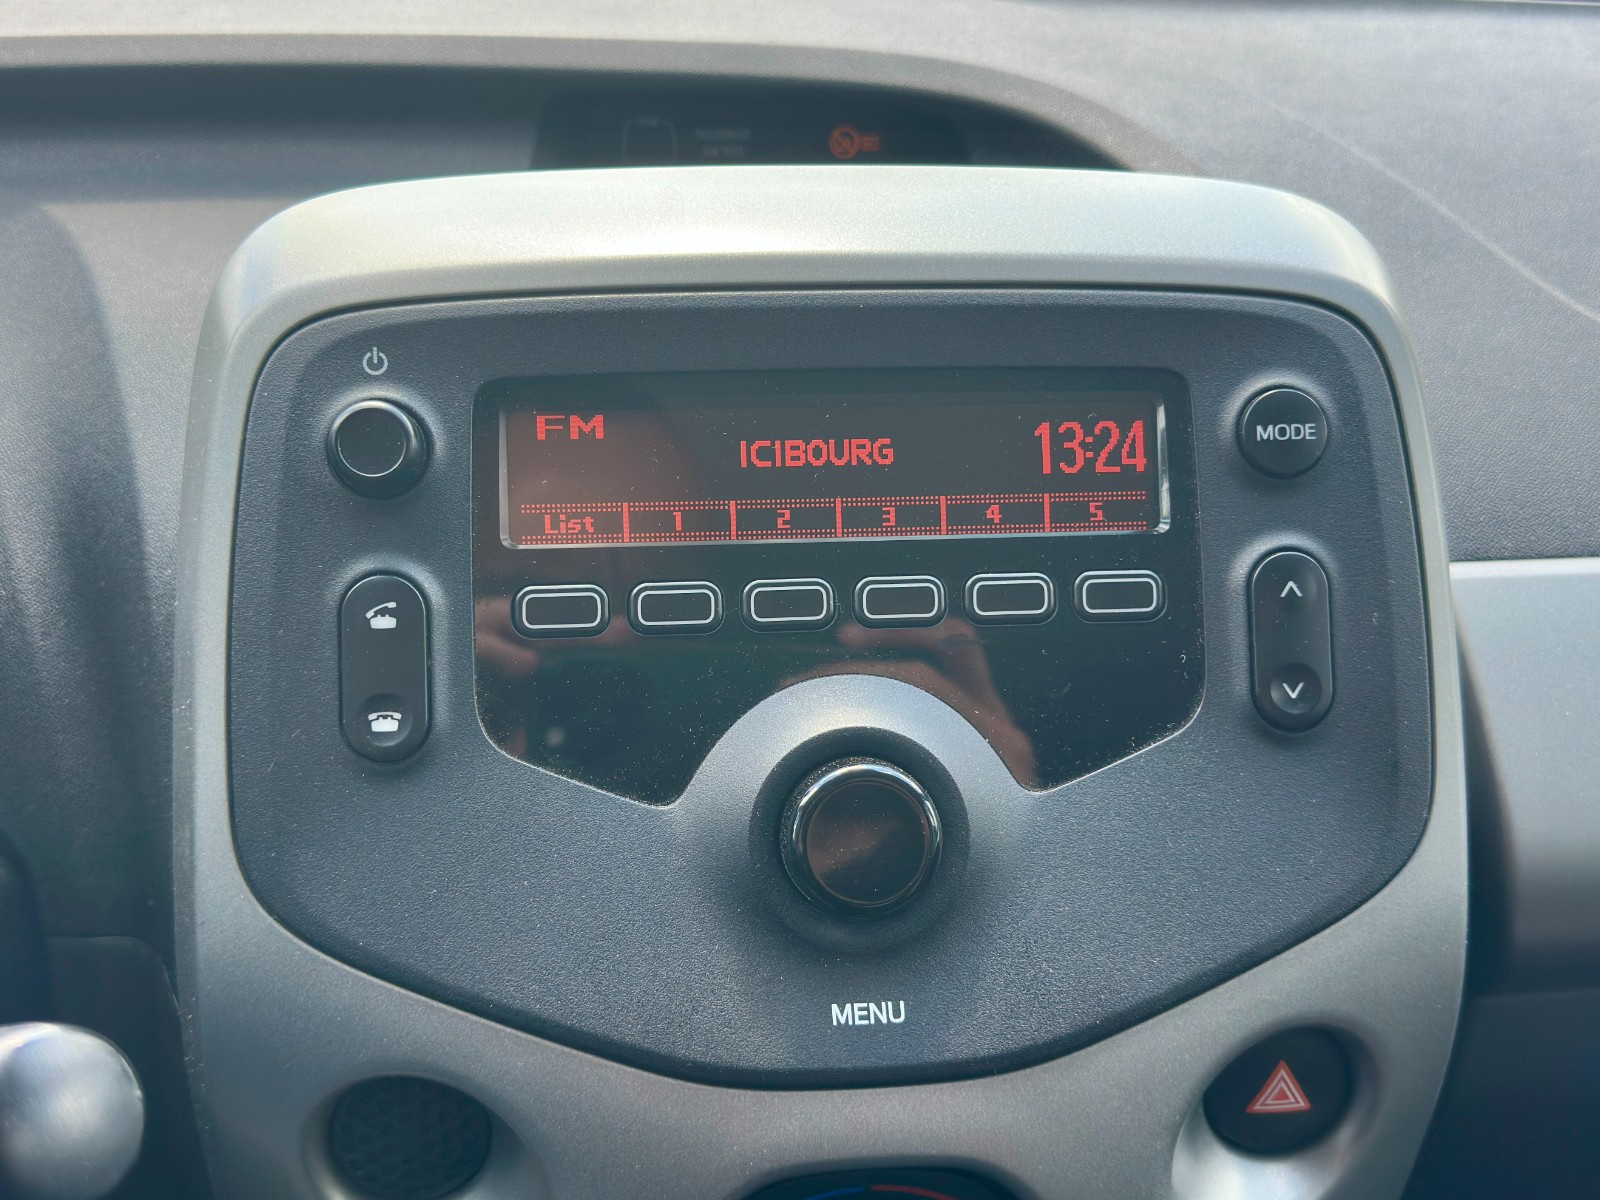 FM
ICIBOURG
13:24
List 1 2 3 4 5
MODE
MENU